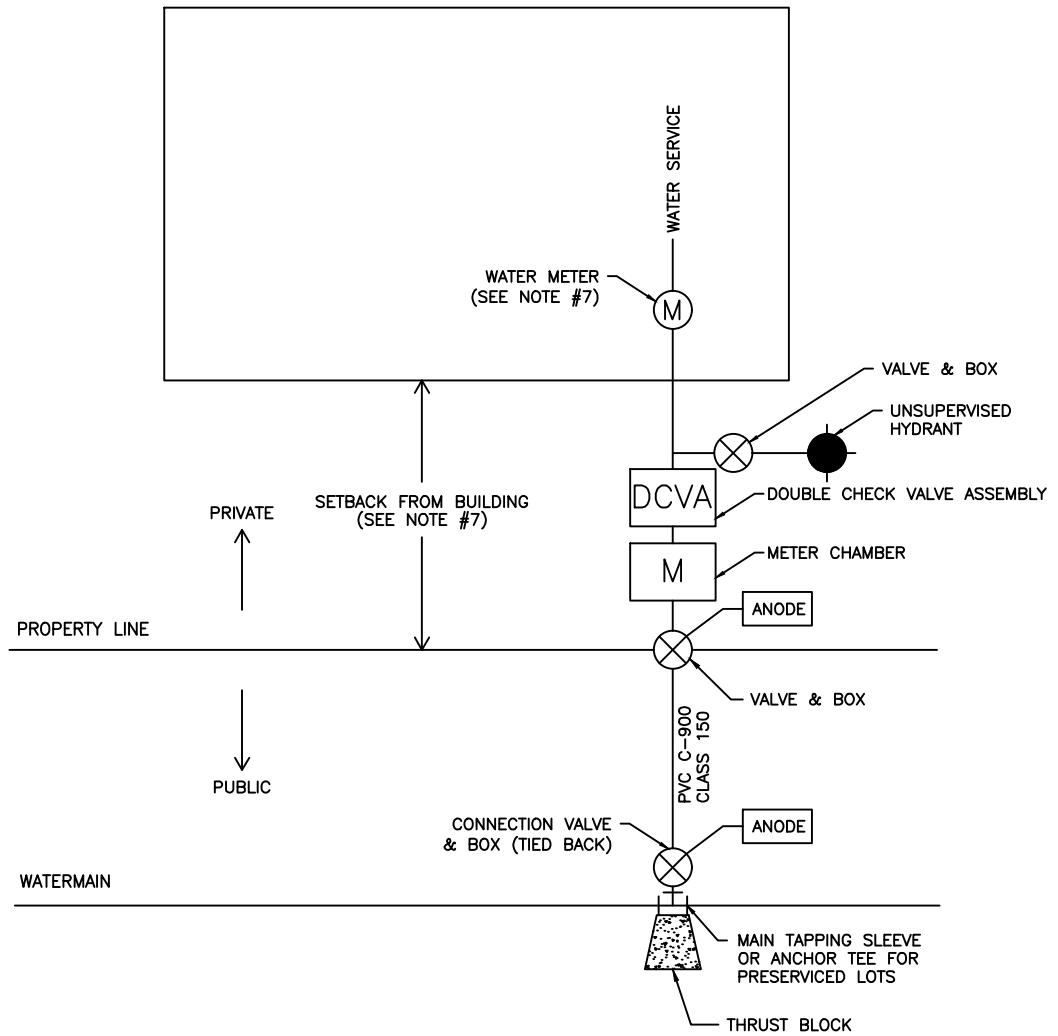 WATER SERVICE
WATER METER
(SEE NOTE #7)
M
VALVE & BOX
UNSUPERVISED
HYDRANT
DCVA
DOUBLE CHECK VALVE ASSEMBLY
SETBACK FROM BUILDING
(SEE NOTE #7)
PRIVATE
M
METER CHAMBER
ANODE
PROPERTY LINE
VALVE & BOX
PVC C-900
CLASS 150
PUBLIC
CONNECTION VALVE
& BOX (TIED BACK)
ANODE
WATERMAIN
MAIN TAPPING SLEEVE
OR ANCHOR TEE FOR
PRESERVICED LOTS
THRUST BLOCK